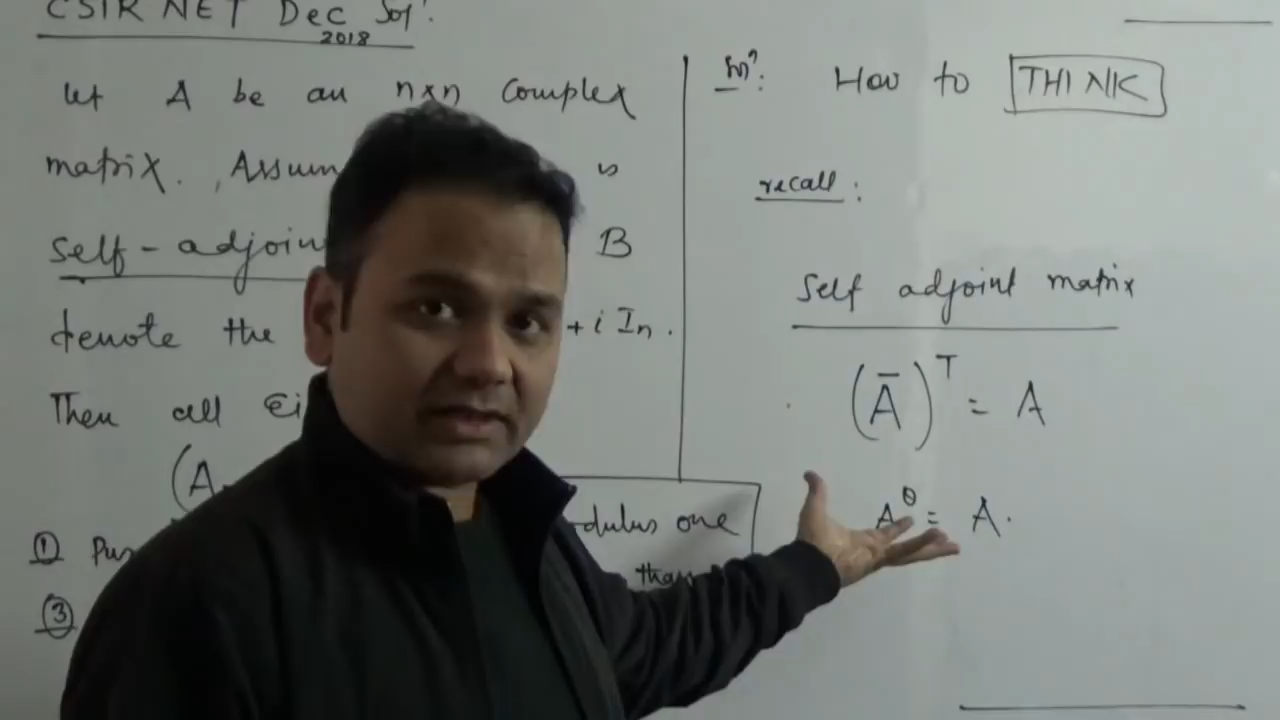 CSIR NET Dec Sol:
2018
Let A be an n×n Complex
matrix. , Assum is
self-adjoint B
denote the + i Iₙ.
Then all Ei
(A
① Pu dulus one
than
③
How to THINK
recall:
Self adjoint matrix
(Ā)ᵀ = A
A^θ = A.